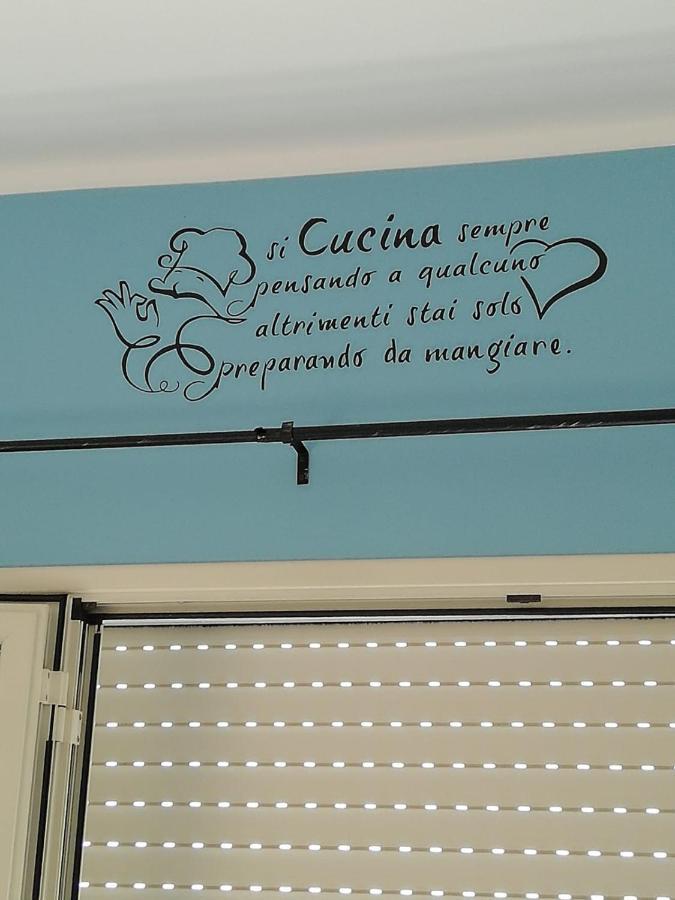 si Cucina sempre
pensando a qualcuno
altrimenti stai solo
preparando da mangiare.